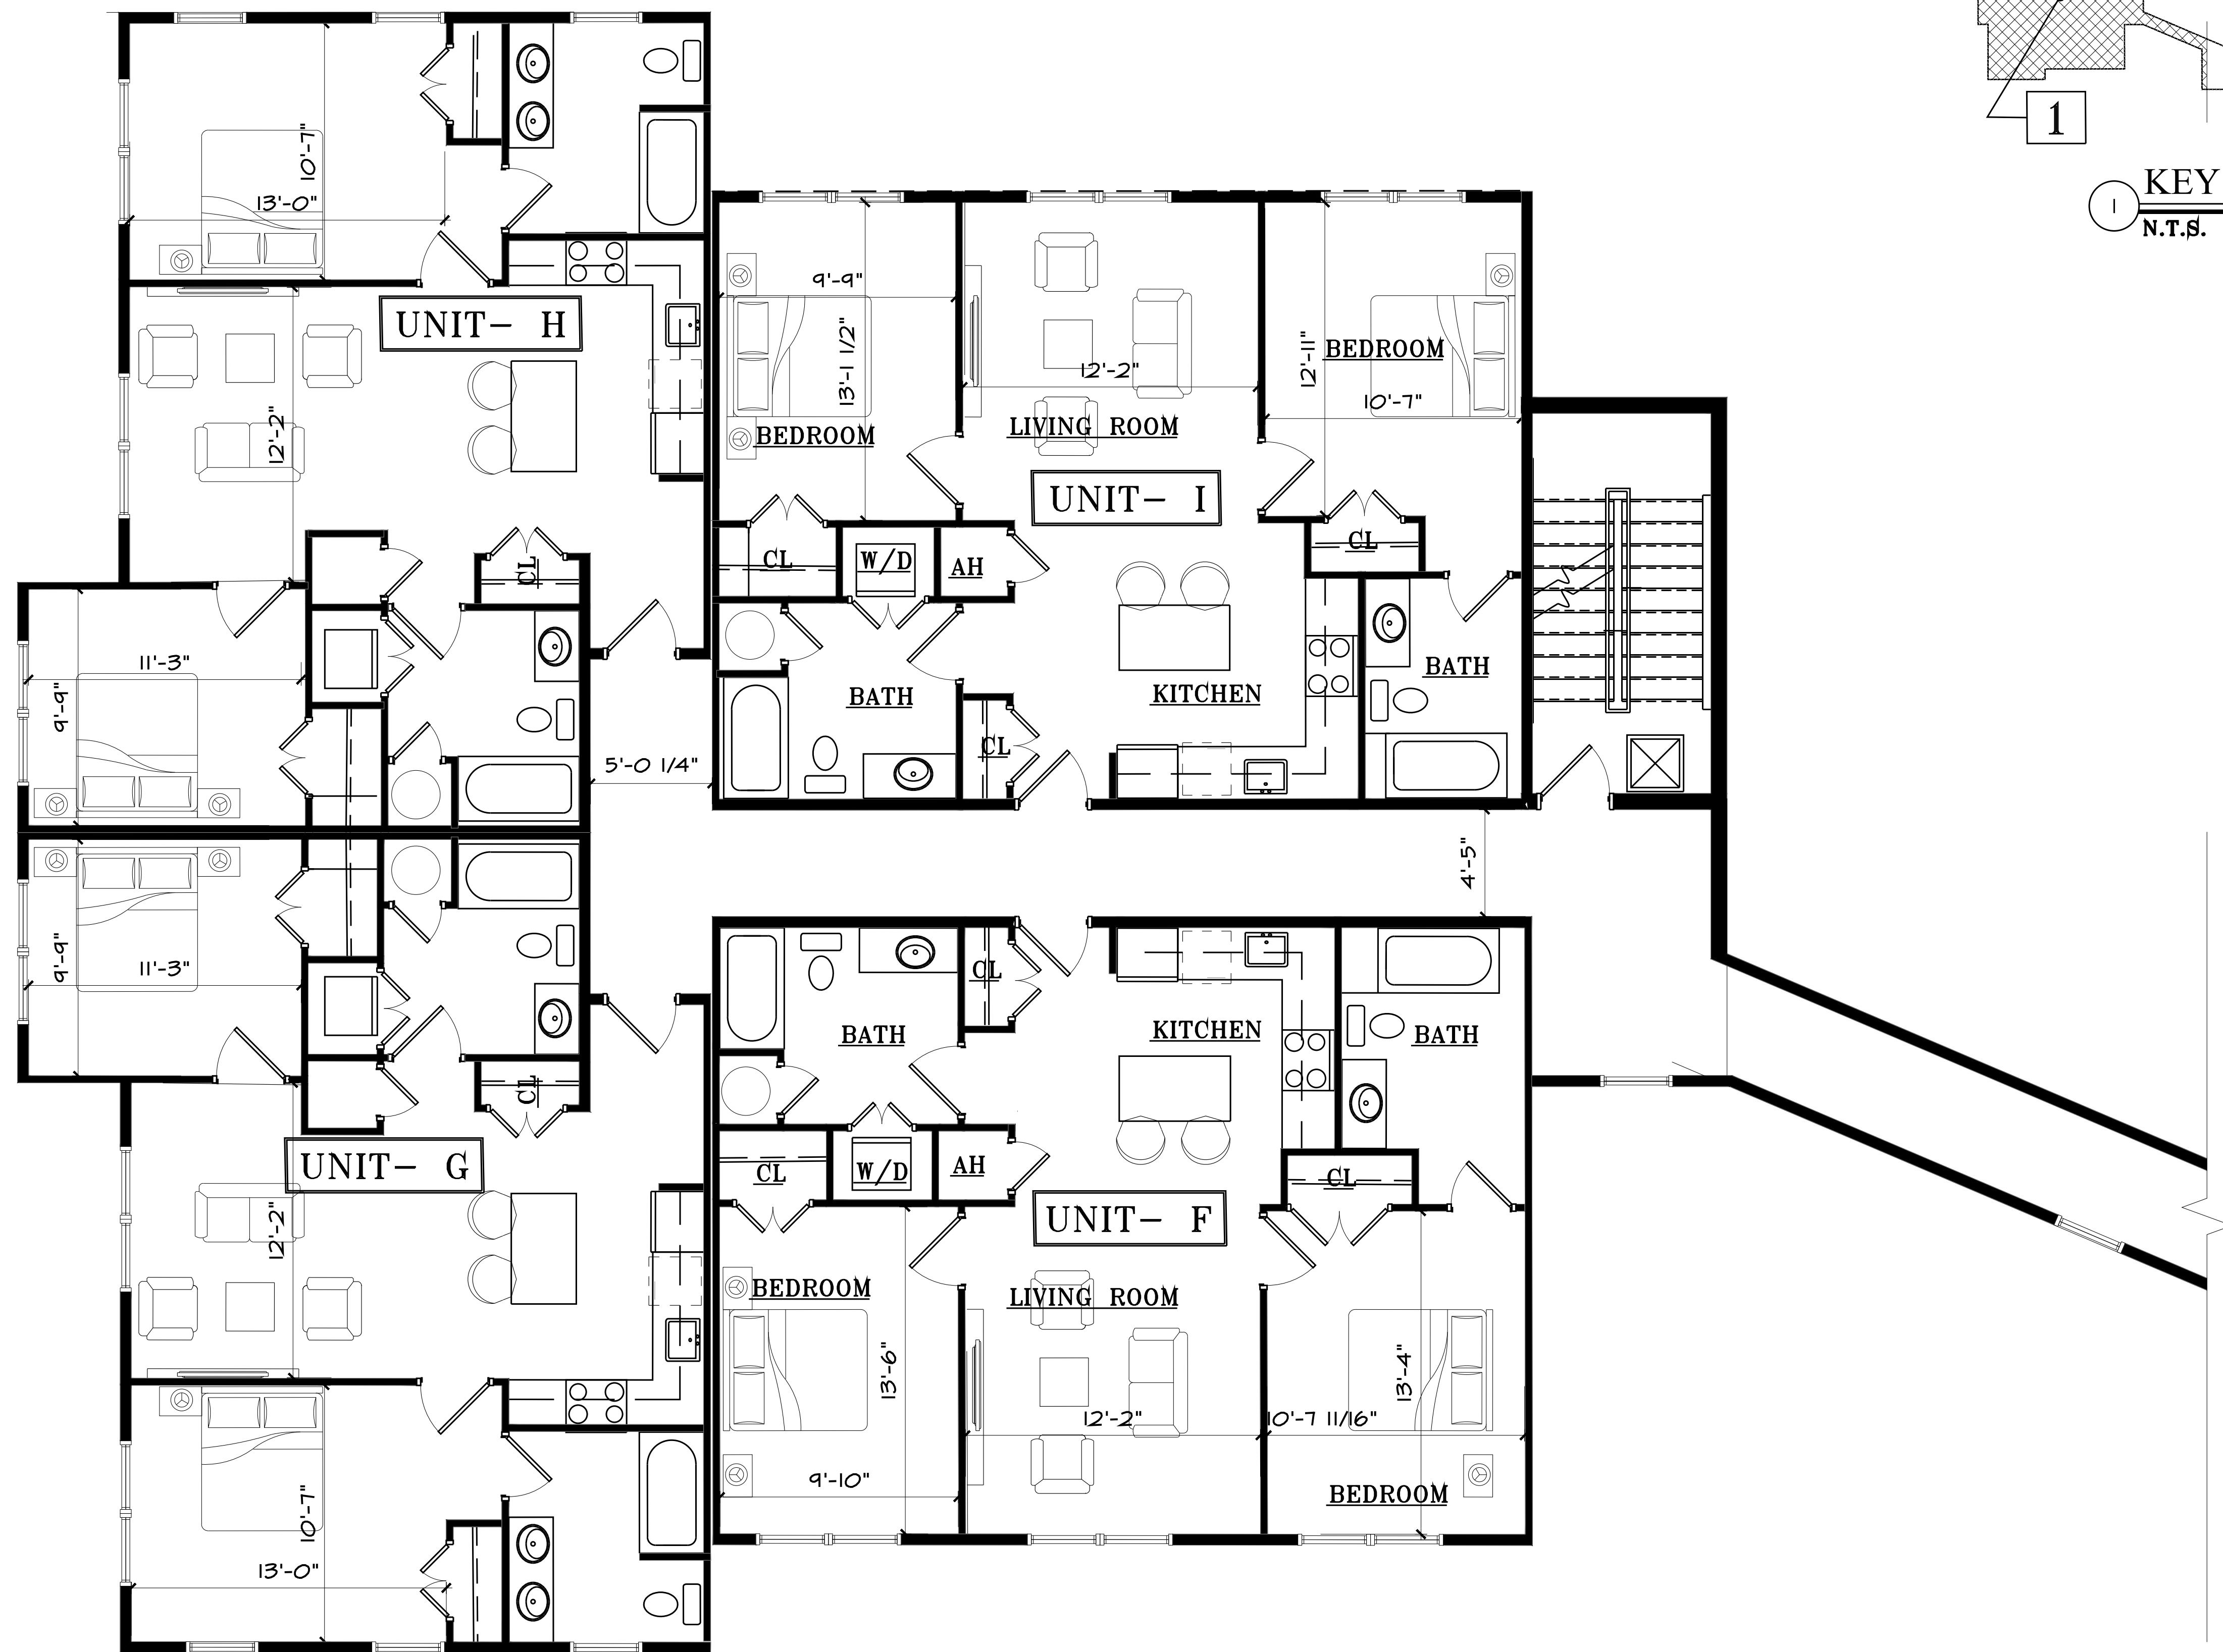 1
1
KEY
N.T.S.
10'-7"
13'-0"
UNIT- H
12'-2"
CL
11'-3"
9'-9"
5'-0 1/4"
9'-9"
13'-1 1/2"
BEDROOM
12'-2"
LIVING ROOM
12'-11"
BEDROOM
10'-7"
UNIT- I
CL
W/D
AH
CL
BATH
KITCHEN
BATH
CL
4'-5"
9'-9"
11'-3"
CL
UNIT- G
12'-2"
10'-7"
13'-0"
BATH
CL
KITCHEN
BATH
CL
W/D
AH
CL
UNIT- F
BEDROOM
LIVING ROOM
13'-6"
13'-4"
12'-2"
10'-7 11/16"
9'-10"
BEDROOM